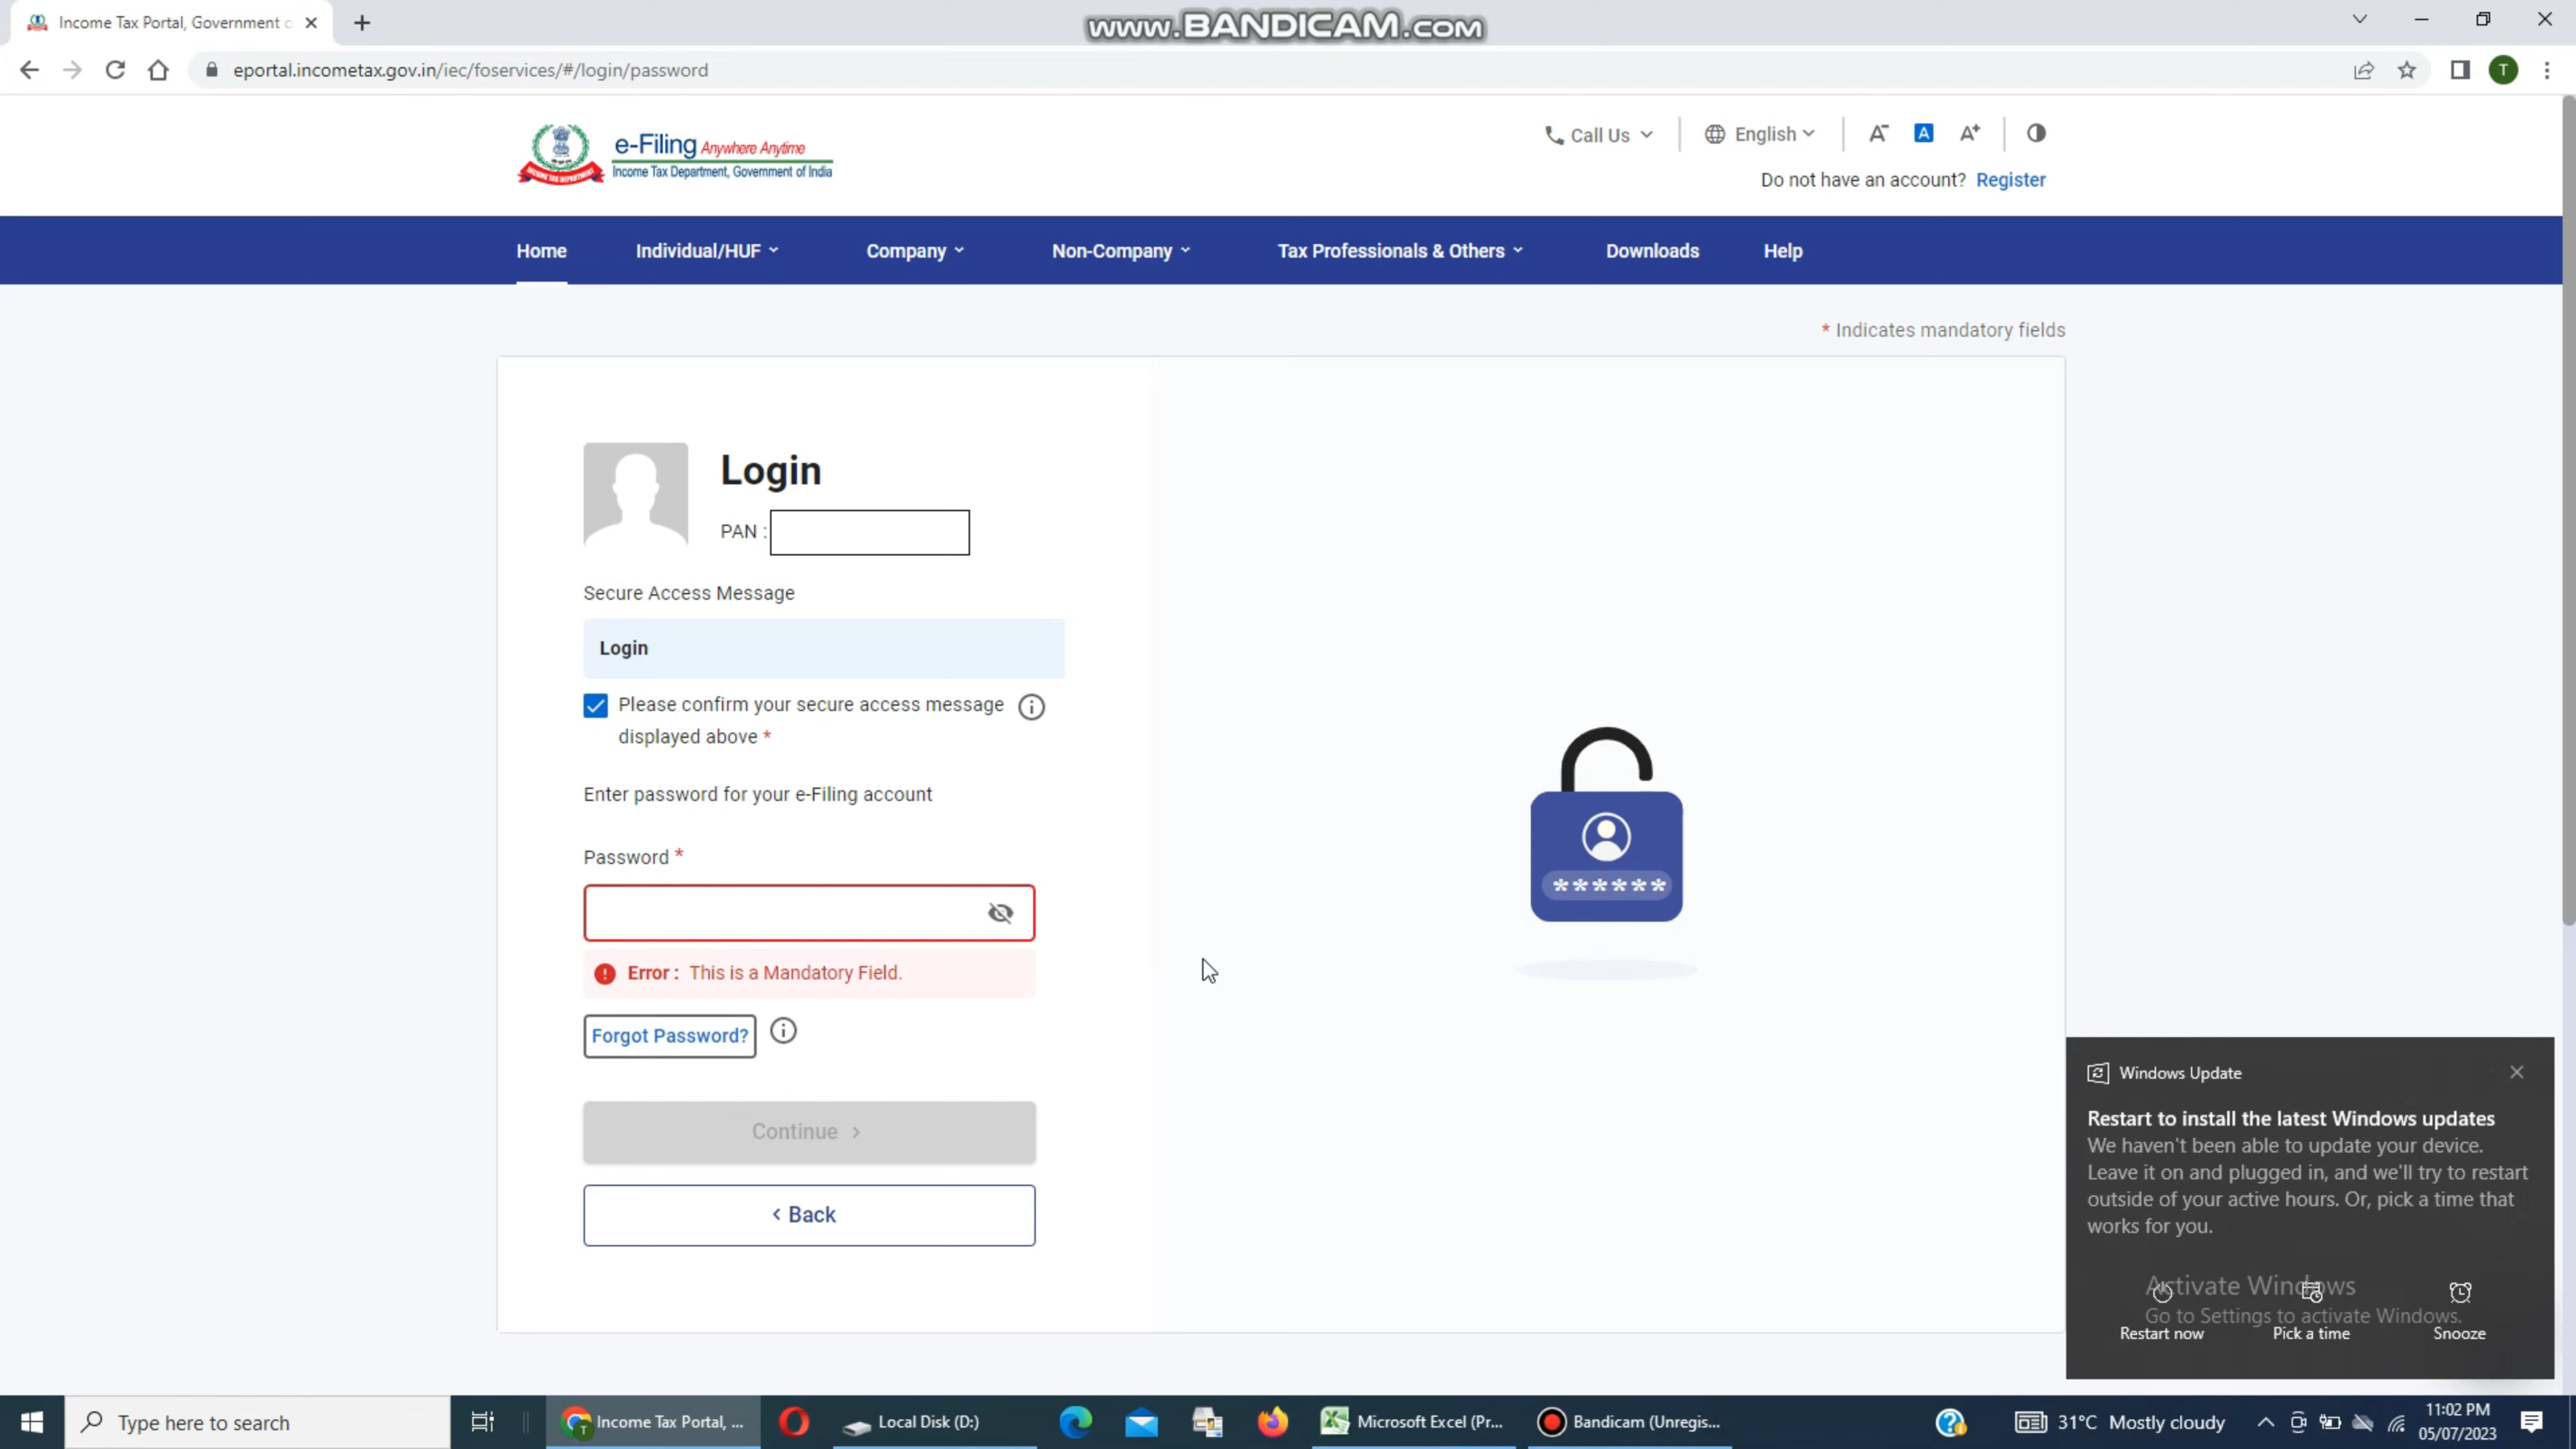 Income Tax Portal, Government o
www.BANDICAM.com
eportal.incometax.gov.in/iec/foservices/#/login/password
T
e-Filing Anywhere Anytime
Income Tax Department, Government of India
INCOME TAX DEPARTMENT
Call Us
English
A-
A
A+
Do not have an account? Register
Home
Individual/HUF
Company
Non-Company
Tax Professionals & Others
Downloads
Help
* Indicates mandatory fields
Login
PAN :
Secure Access Message
Login
Please confirm your secure access message
displayed above *
Enter password for your e-Filing account
Password *
******
Error : This is a Mandatory Field.
Forgot Password?
Continue >
< Back
Windows Update
Restart to install the latest Windows updates
We haven't been able to update your device.
Leave it on and plugged in, and we'll try to restart
outside of your active hours. Or, pick a time that
works for you.
Activate Windows
Go to Settings to activate Windows.
Restart now
Pick a time
Snooze
Type here to search
Income Tax Portal, ...
Local Disk (D:)
Microsoft Excel (Pr...
Bandicam (Unregis...
31°C Mostly cloudy
11:02 PM
05/07/2023